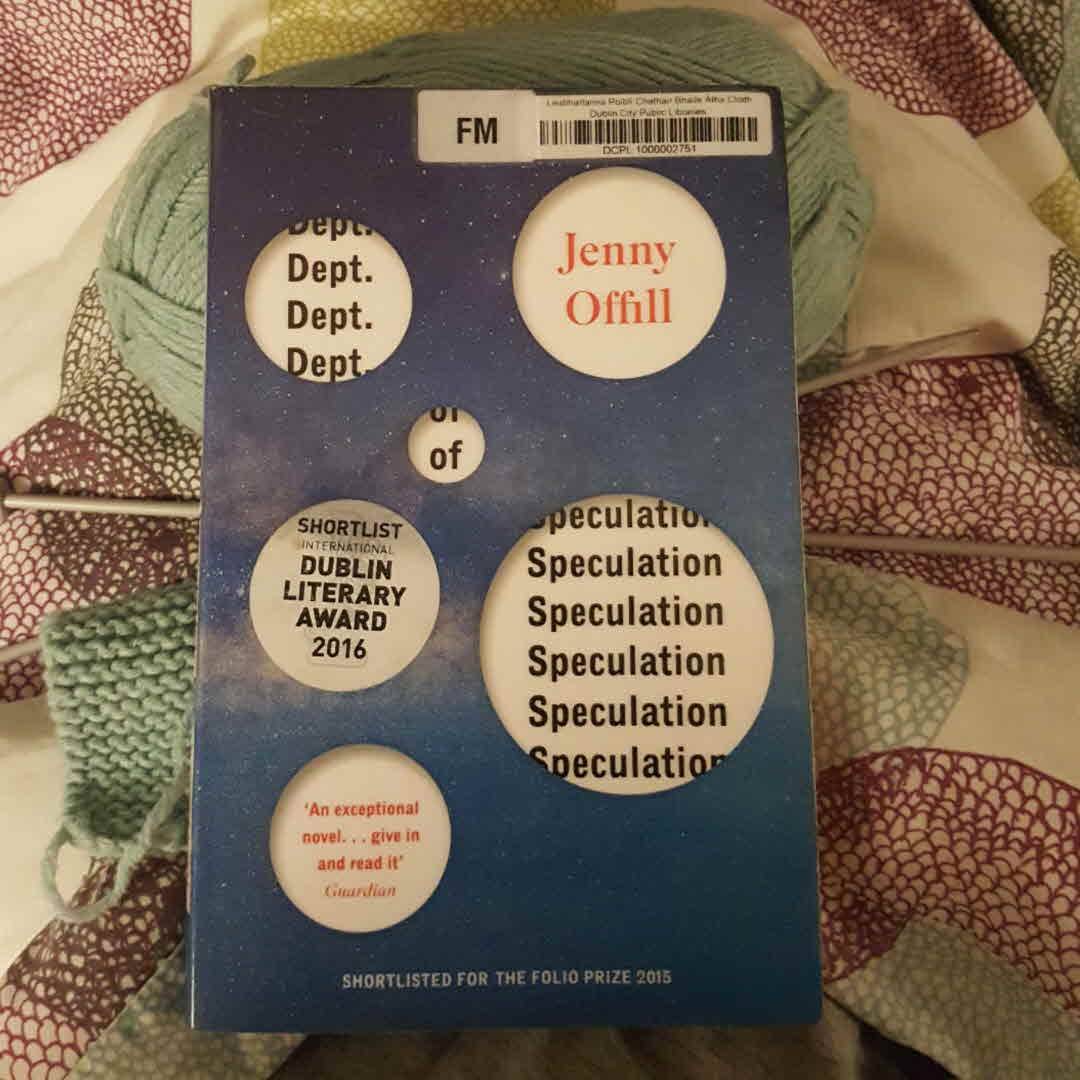 FM
Leabharlanna Poiblí Chathair Bhaile Átha Cliath
Dublin City Public Libraries
DCPL 1000002751
Dept.
Dept.
Dept.
Dept.
Jenny
Offill
of
of
SHORTLIST
INTERNATIONAL
DUBLIN
LITERARY
AWARD
2016
Speculation
Speculation
Speculation
Speculation
Speculation
Speculation
'An exceptional
novel. . . give in
and read it'
Guardian
SHORTLISTED FOR THE FOLIO PRIZE 2015